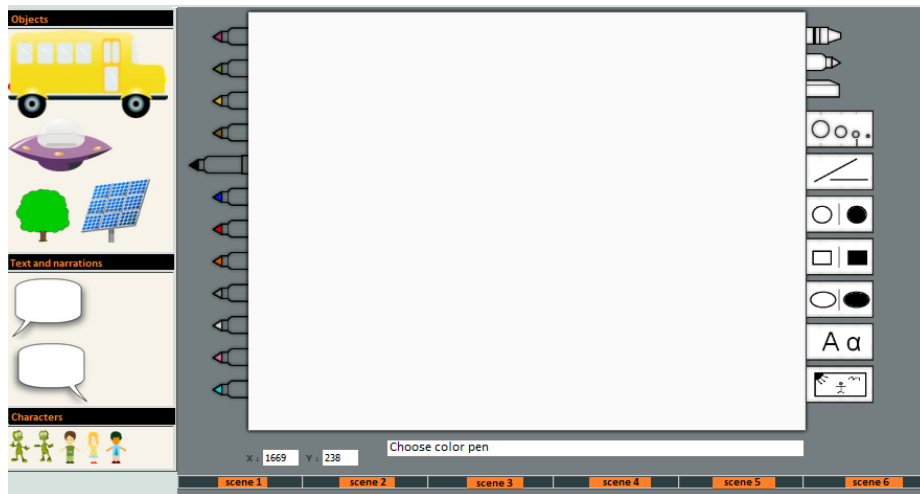 Objects
Text and narrations
Characters
A α
X : 1669 Y : 238
Choose color pen
scene 1 scene 2 scene 3 scene 4 scene 5 scene 6